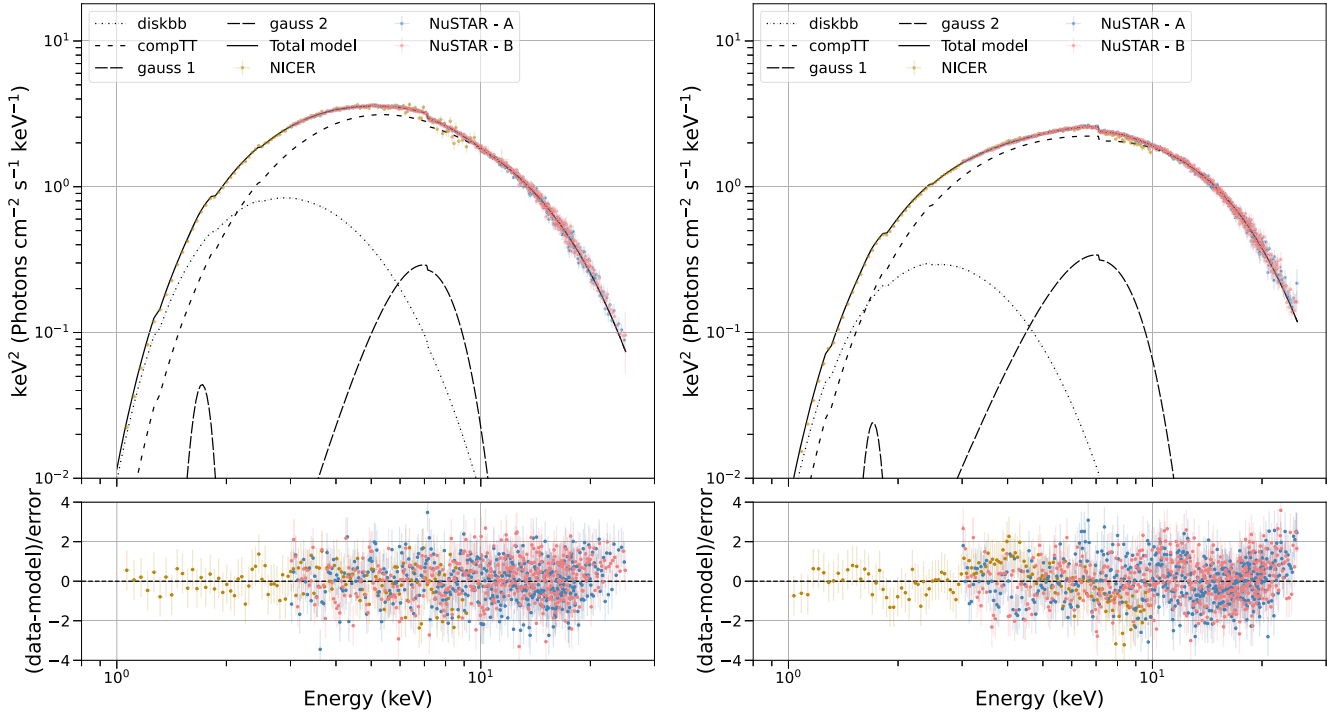 diskbb
compTT
gauss 1
gauss 2
Total model
NICER
NuSTAR - A
NuSTAR - B
keV² (Photons cm⁻² s⁻¹ keV⁻¹)
10¹
10⁰
10⁻¹
10⁻²
(data-model)/error
4
2
0
−2
−4
10⁰
10¹
Energy (keV)
diskbb
compTT
gauss 1
gauss 2
Total model
NICER
NuSTAR - A
NuSTAR - B
keV² (Photons cm⁻² s⁻¹ keV⁻¹)
10¹
10⁰
10⁻¹
10⁻²
(data-model)/error
4
2
0
−2
−4
10⁰
10¹
Energy (keV)